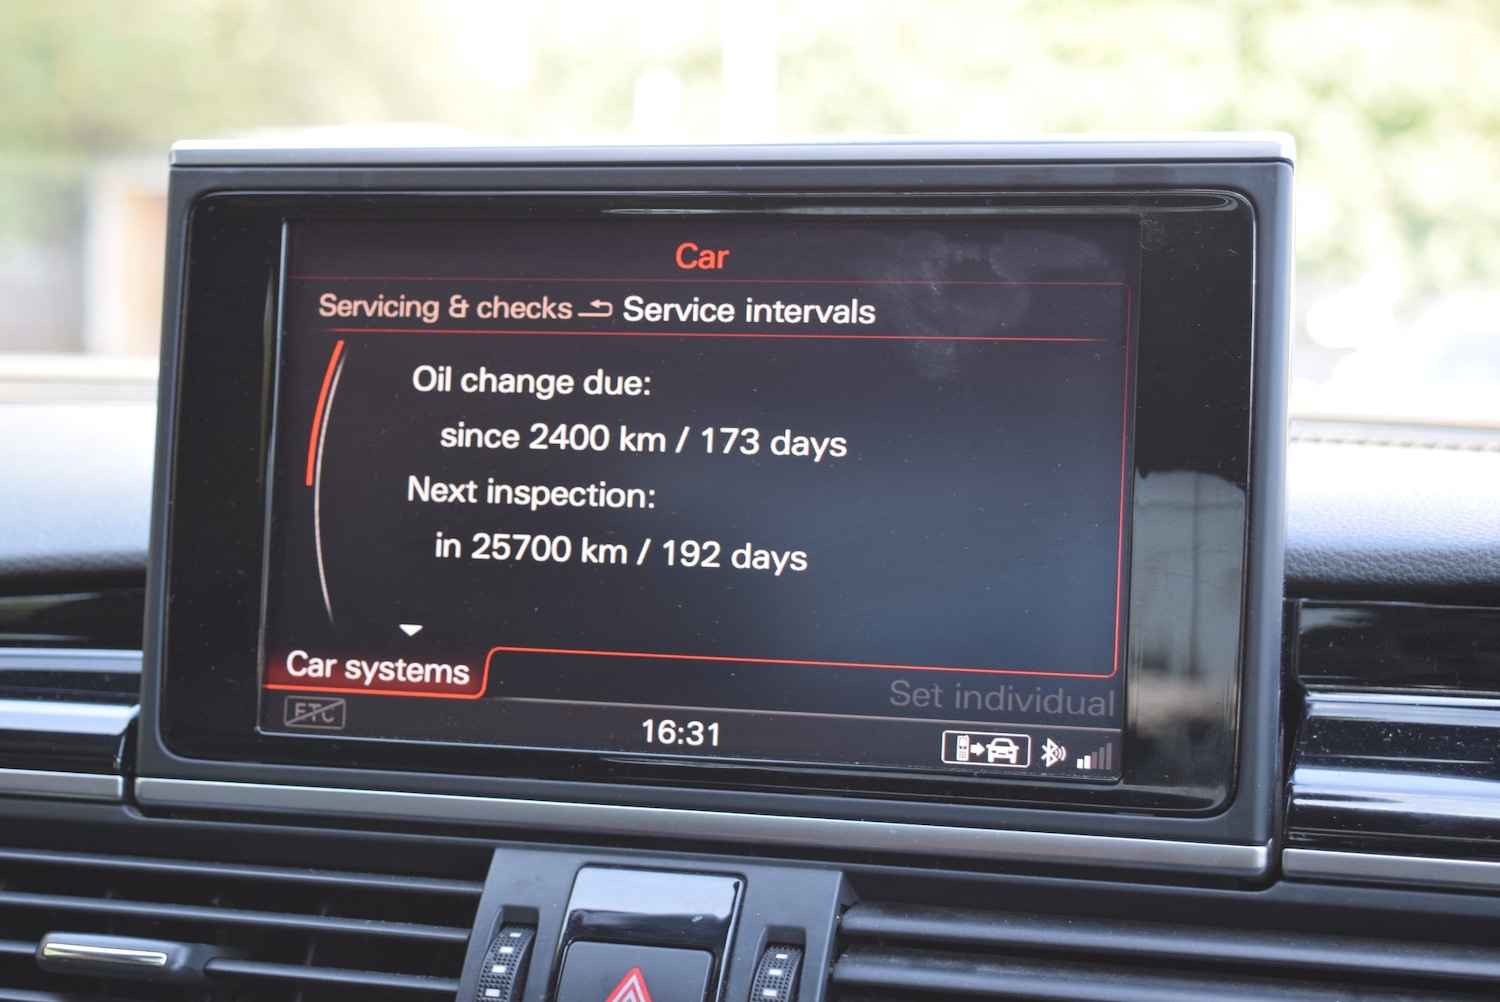 Car
Servicing & checks Service intervals
Oil change due:
since 2400 km / 173 days
Next inspection:
in 25700 km / 192 days
Car systems
Set individual
ETC
16:31